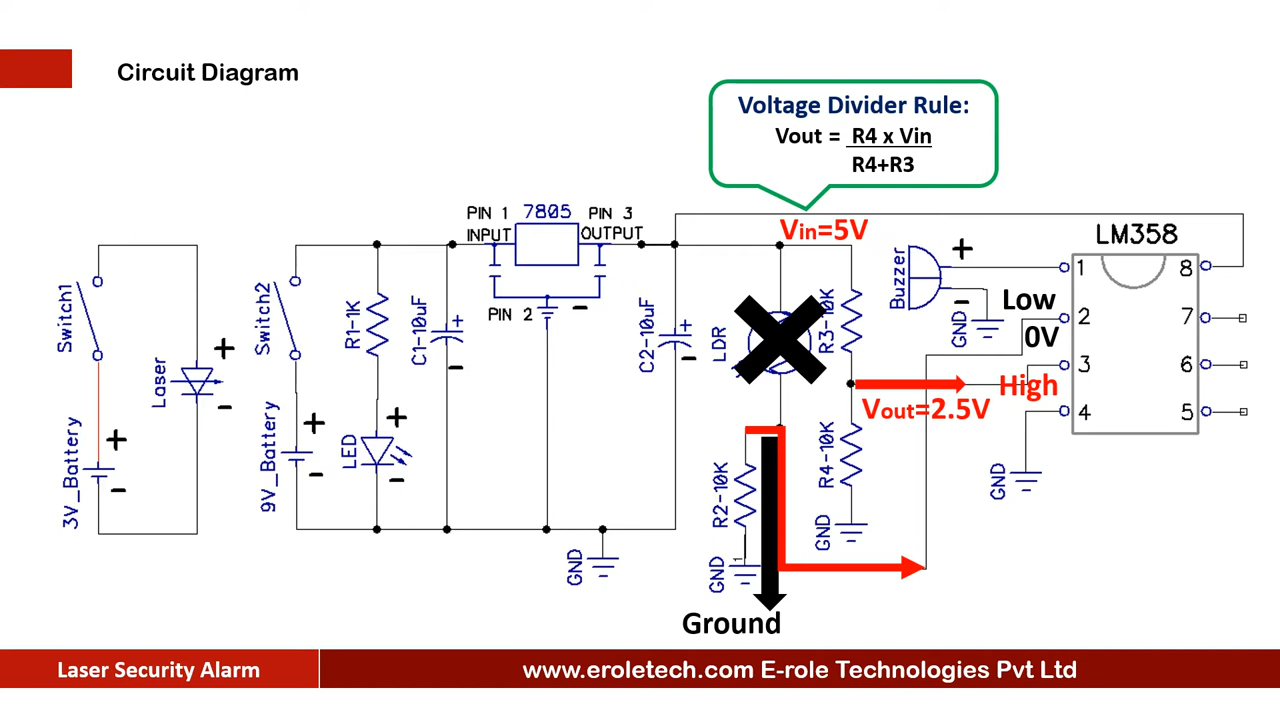 Circuit Diagram
Voltage Divider Rule:
Vout = R4 x Vin
R4+R3
PIN 1 7805 PIN 3
INPUT OUTPUT
Vin=5V
LM358
PIN 2
-
Switch1
Laser
+
-
3V_Battery
+
-
Switch2
9V_Battery
+
-
R1-1K
LED
+
-
C1-10uF
+
-
C2-10uF
+
-
GND
LDR
R3-10K
R2-10K
GND
1
Ground
R4-10K
GND
Vout=2.5V
Buzzer
+
-
GND
Low
0V
High
GND
1 8
2 7
3 6
4 5
Laser Security Alarm
www.eroletech.com E-role Technologies Pvt Ltd